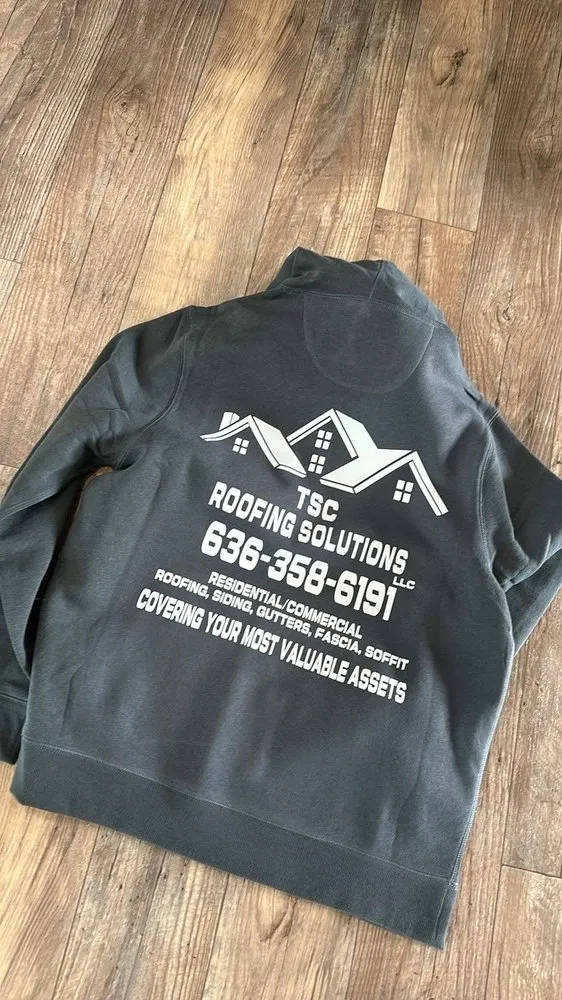 TSC
ROOFING SOLUTIONS
LLC
636-358-6191
RESIDENTIAL/COMMERCIAL
ROOFING, SIDING, GUTTERS, FASCIA, SOFFIT
COVERING YOUR MOST VALUABLE ASSETS